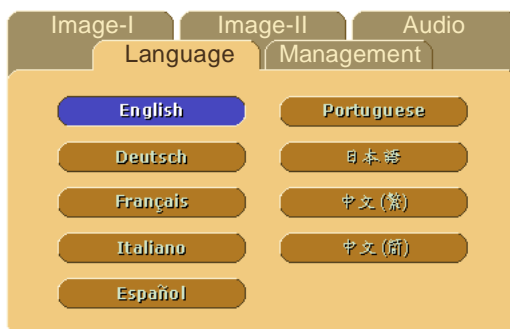 Image-I Image-II Audio
Language Management
English Portuguese
Deutsch 日本語
Français 中文(繁)
Italiano 中文(简)
Español